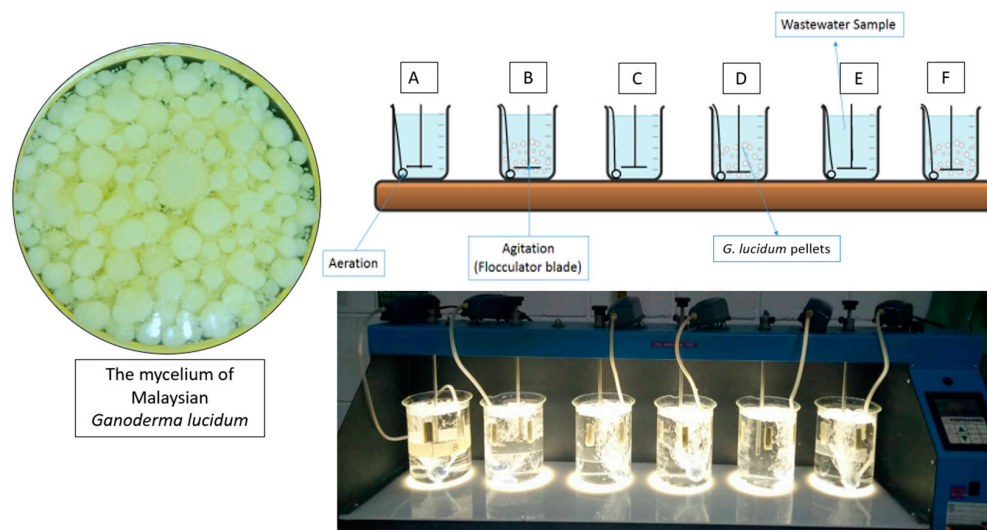 Wastewater Sample
A
B
C
D
E
F
Aeration
Agitation
(Flocculator blade)
G. lucidum pellets
The mycelium of
Malaysian
Ganoderma lucidum